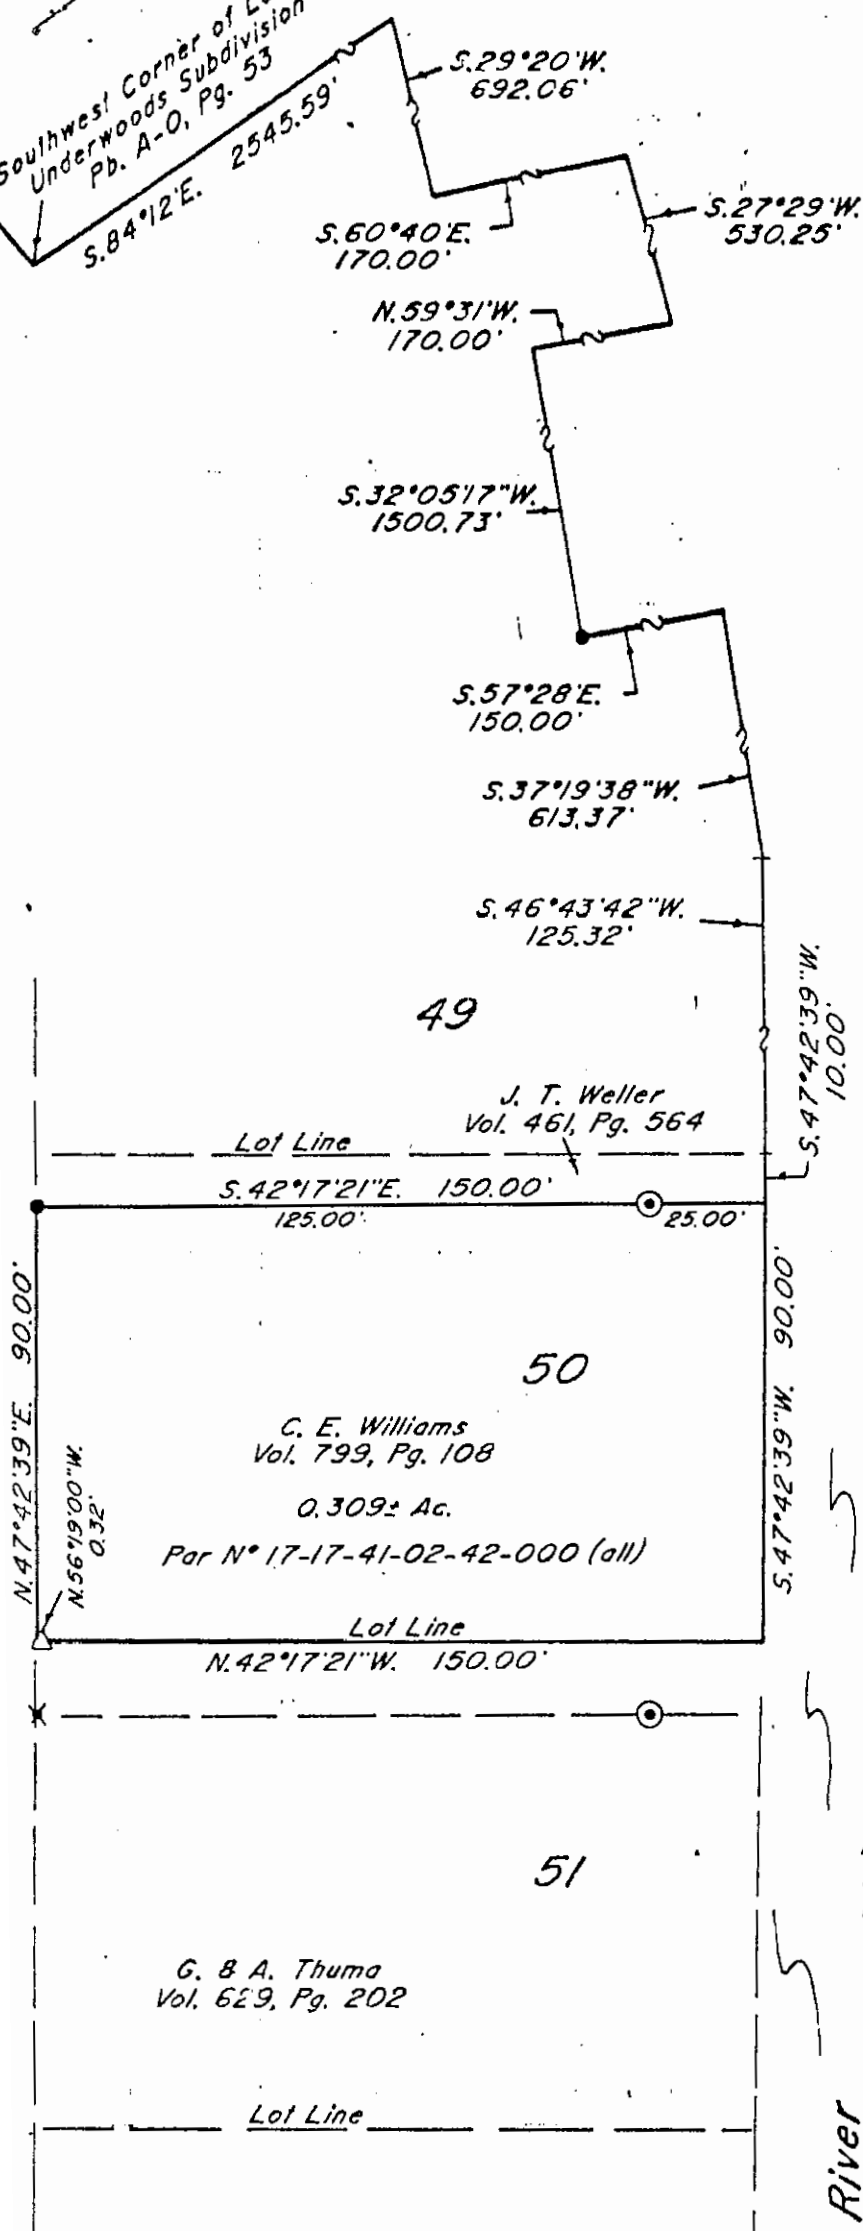 Southwest Corner of
Underwoods Subdivision
Pb. A-O, Pg. 53
S.84°12'E. 2545.59'
S.29°20'W.
692.06'
S.60°40'E.
170.00'
S.27°29'W.
530.25'
N.59°31'W.
170.00'
S.32°05'17"W.
1500.73'
S.57°28'E.
150.00'
S.37°19'38"W.
613.37'
S.46°43'42"W.
125.32'
S.47°42'39"W.
10.00'
49
J. T. Weller
Vol. 461, Pg. 564
Lot Line
S.42°17'21"E. 150.00'
125.00'
25.00'
N.47°42'39"E. 90.00'
S.47°42'39"W. 90.00'
50
C. E. Williams
Vol. 799, Pg. 108
0.309± Ac.
Par Nº 17-17-41-02-42-000 (all)
N.56°19'00"W.
0.32'
Lot Line
N.42°17'21"W. 150.00'
51
G. & A. Thuma
Vol. 629, Pg. 202
Lot Line
River